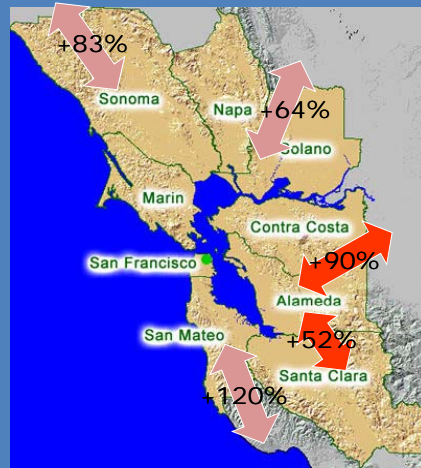 +83%
Sonoma
Napa
+64%
Solano
Marin
Contra Costa
San Francisco
+90%
Alameda
San Mateo
+52%
Santa Clara
+120%